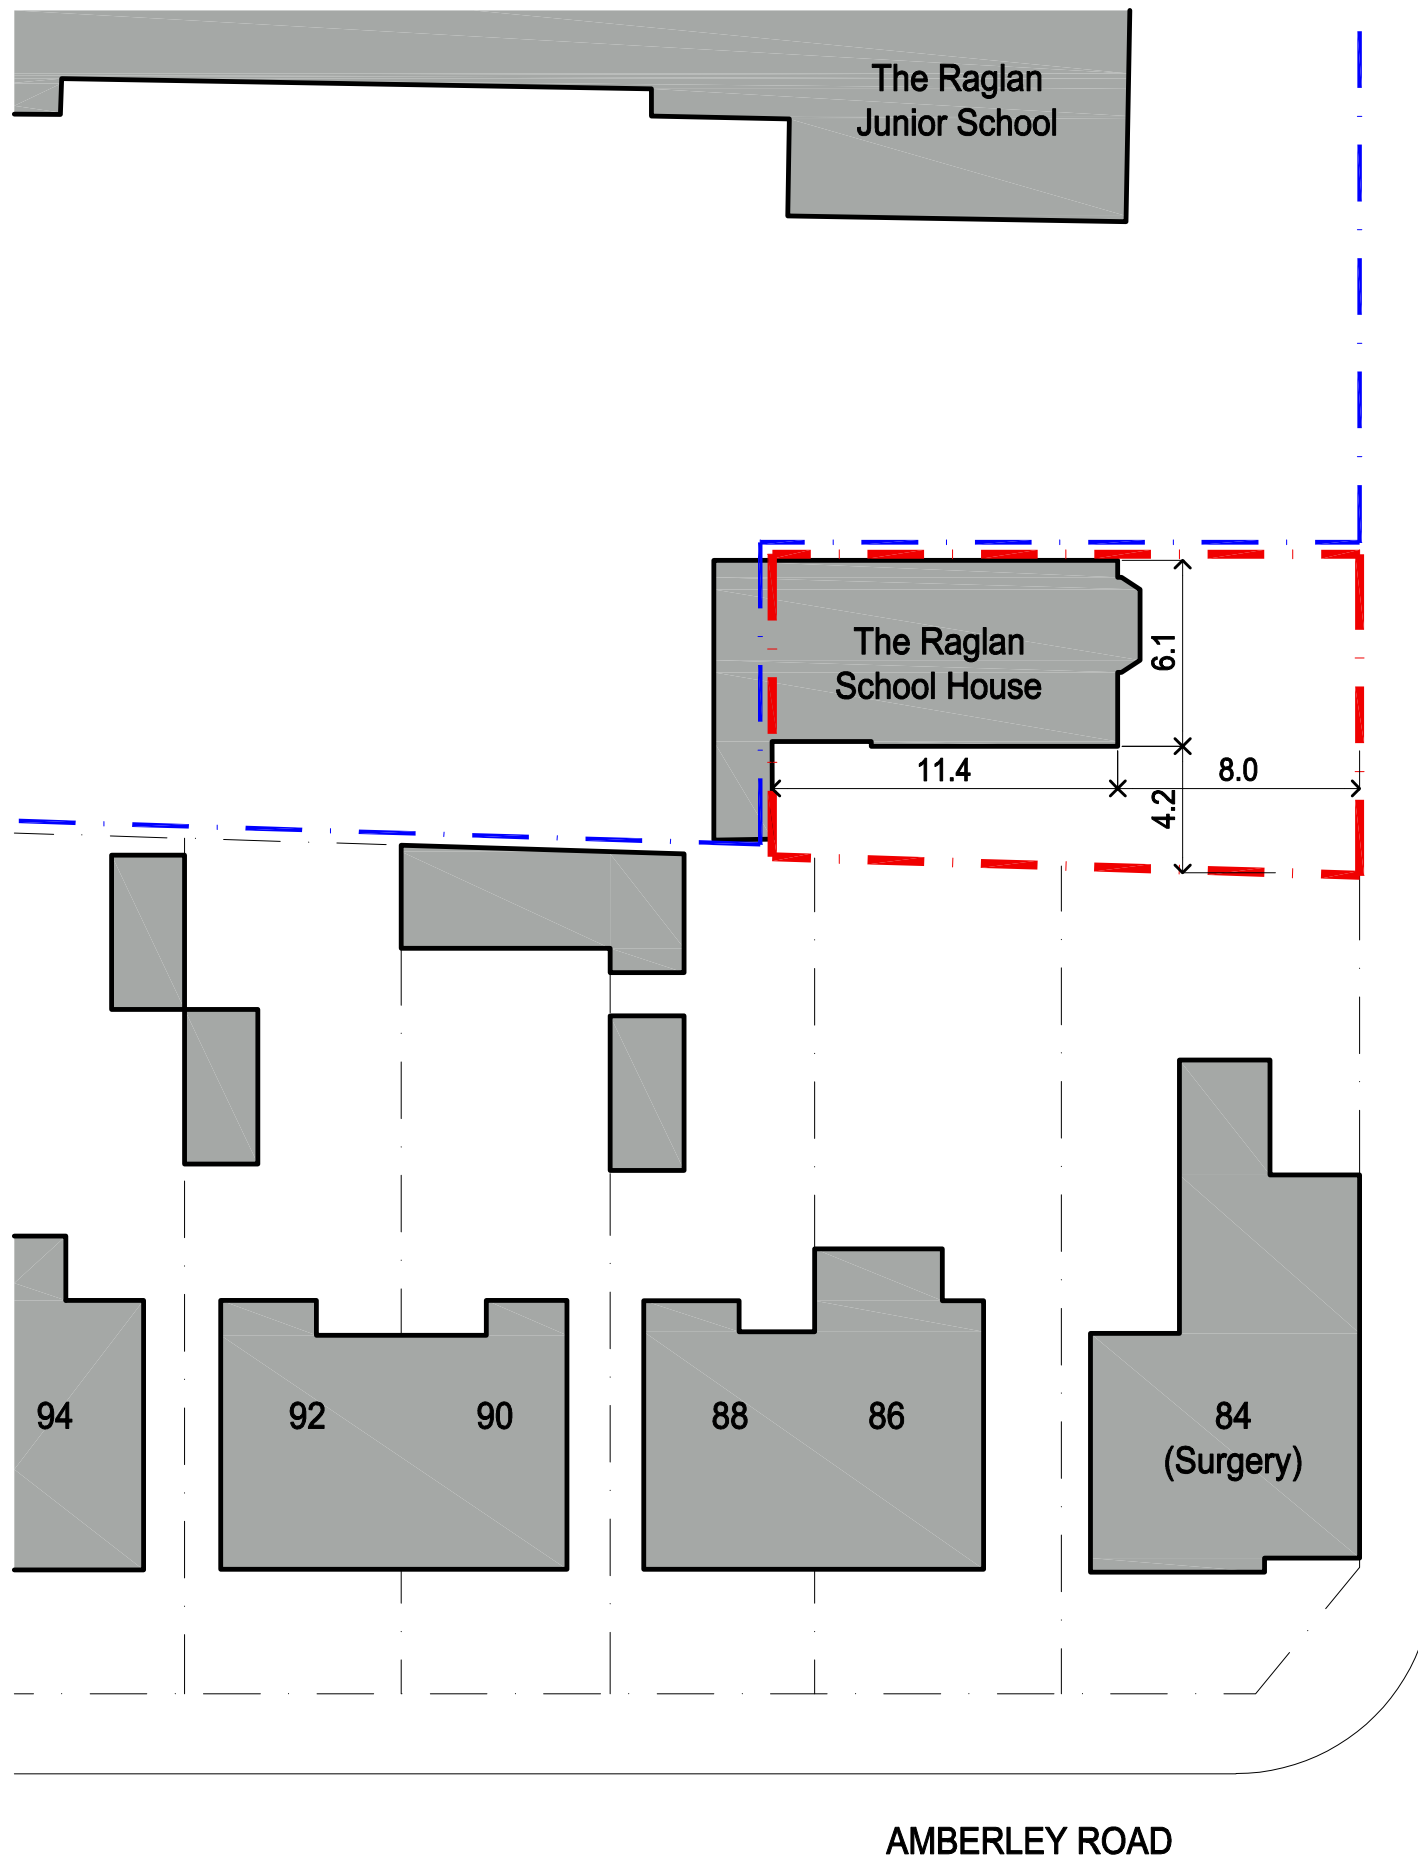 The Raglan
Junior School
The Raglan
School House
6.1
11.4
8.0
4.2
94
92
90
88
86
84
(Surgery)
AMBERLEY ROAD